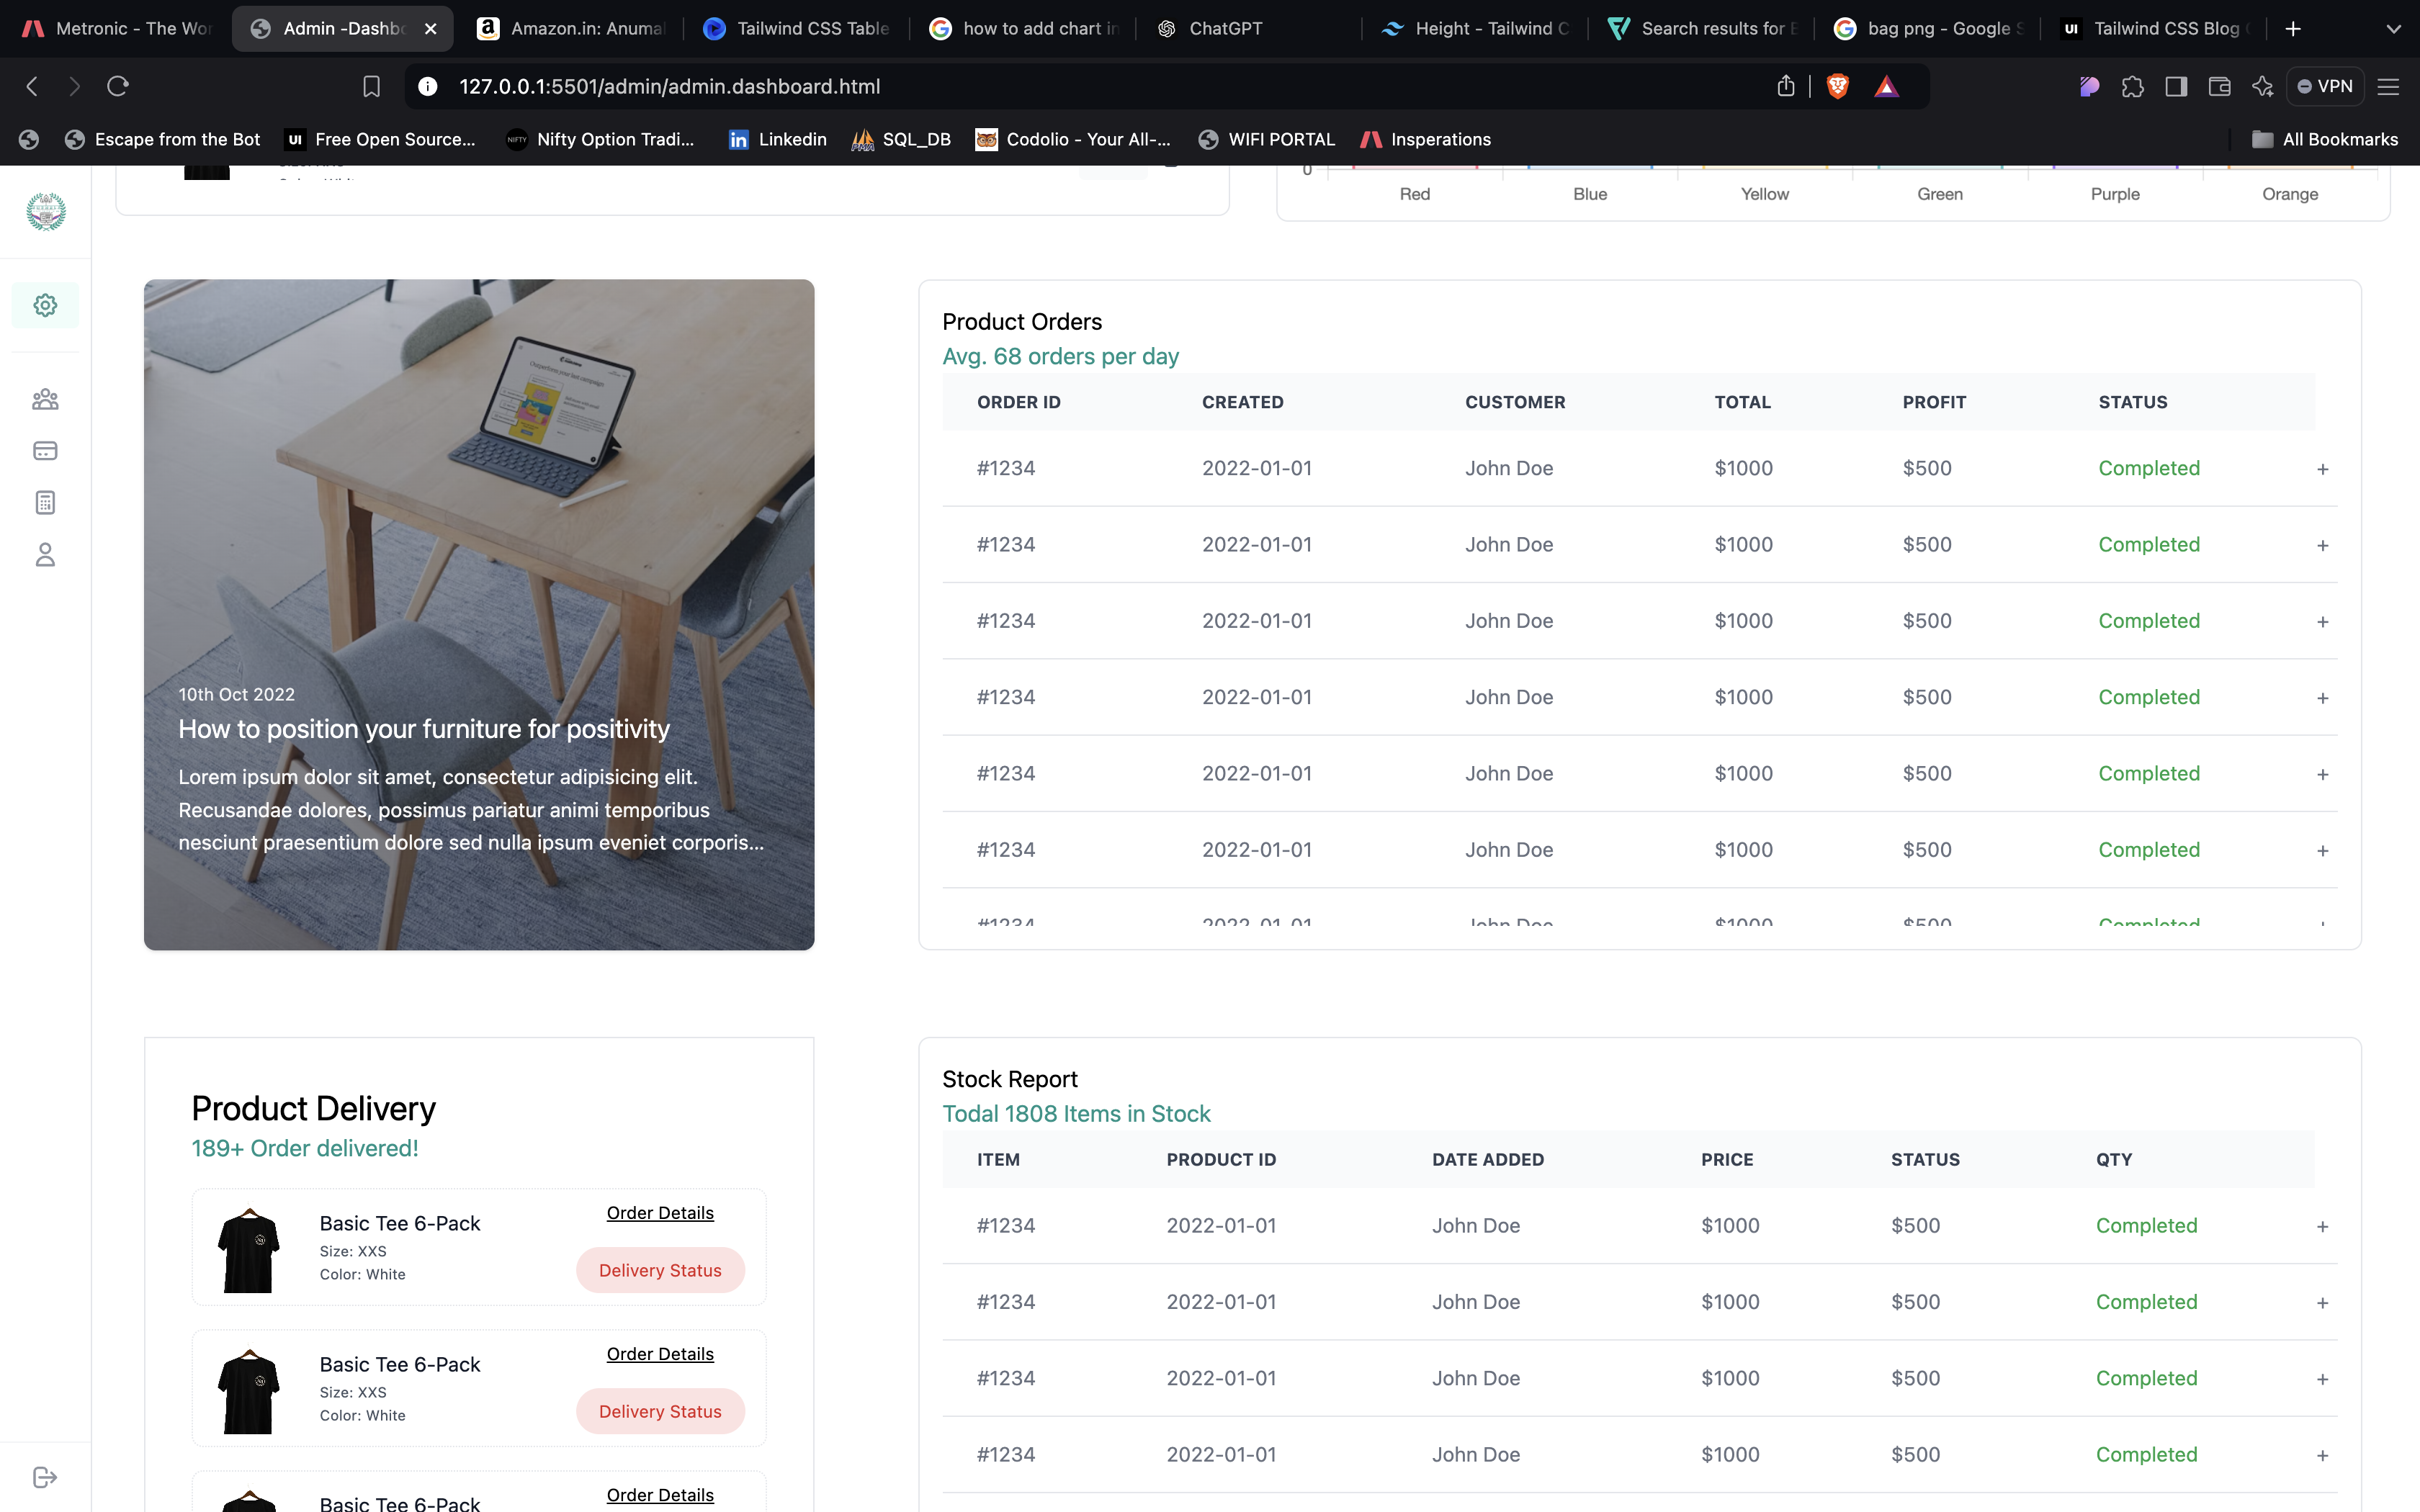 Metronic - The Wor
Admin -Dashbo
Amazon.in: Anumal
Tailwind CSS Table
how to add chart in
ChatGPT
Height - Tailwind C
Search results for B
bag png - Google S
UI Tailwind CSS Blog
127.0.0.1:5501/admin/admin.dashboard.html
VPN
Escape from the Bot
UI Free Open Source...
NIFTY Nifty Option Tradi...
Linkedin
SQL_DB
Codolio - Your All-...
WIFI PORTAL
Insperations
All Bookmarks
0
Red Blue Yellow Green Purple Orange
10th Oct 2022
How to position your furniture for positivity
Lorem ipsum dolor sit amet, consectetur adipisicing elit.
Recusandae dolores, possimus pariatur animi temporibus
nesciunt praesentium dolore sed nulla ipsum eveniet corporis...
Product Orders
Avg. 68 orders per day
ORDER ID CREATED CUSTOMER TOTAL PROFIT STATUS
#1234 2022-01-01 John Doe $1000 $500 Completed +
#1234 2022-01-01 John Doe $1000 $500 Completed +
#1234 2022-01-01 John Doe $1000 $500 Completed +
#1234 2022-01-01 John Doe $1000 $500 Completed +
#1234 2022-01-01 John Doe $1000 $500 Completed +
#1234 2022-01-01 John Doe $1000 $500 Completed +
#1234 2022-01-01 John Doe $1000 $500 Completed
Product Delivery
189+ Order delivered!
Basic Tee 6-Pack
Size: XXS
Color: White
Order Details
Delivery Status
Basic Tee 6-Pack
Size: XXS
Color: White
Order Details
Delivery Status
Basic Tee 6-Pack
Order Details
Stock Report
Todal 1808 Items in Stock
ITEM PRODUCT ID DATE ADDED PRICE STATUS QTY
#1234 2022-01-01 John Doe $1000 $500 Completed +
#1234 2022-01-01 John Doe $1000 $500 Completed +
#1234 2022-01-01 John Doe $1000 $500 Completed +
#1234 2022-01-01 John Doe $1000 $500 Completed +